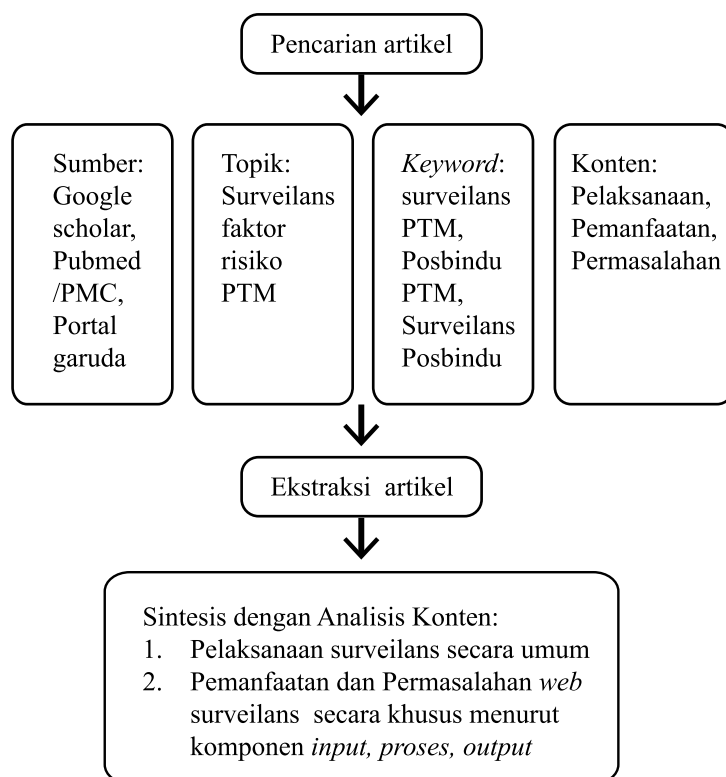 Pencarian artikel
Sumber:
Google
scholar,
Pubmed
/PMC,
Portal
garuda
Topik:
Surveilans
faktor
risiko
PTM
Keyword:
surveilans
PTM,
Posbindu
PTM,
Surveilans
Posbindu
Konten:
Pelaksanaan,
Pemanfaatan,
Permasalahan
Ekstraksi artikel
Sintesis dengan Analisis Konten:
1. Pelaksanaan surveilans secara umum
2. Pemanfaatan dan Permasalahan web
surveilans secara khusus menurut
komponen input, proses, output